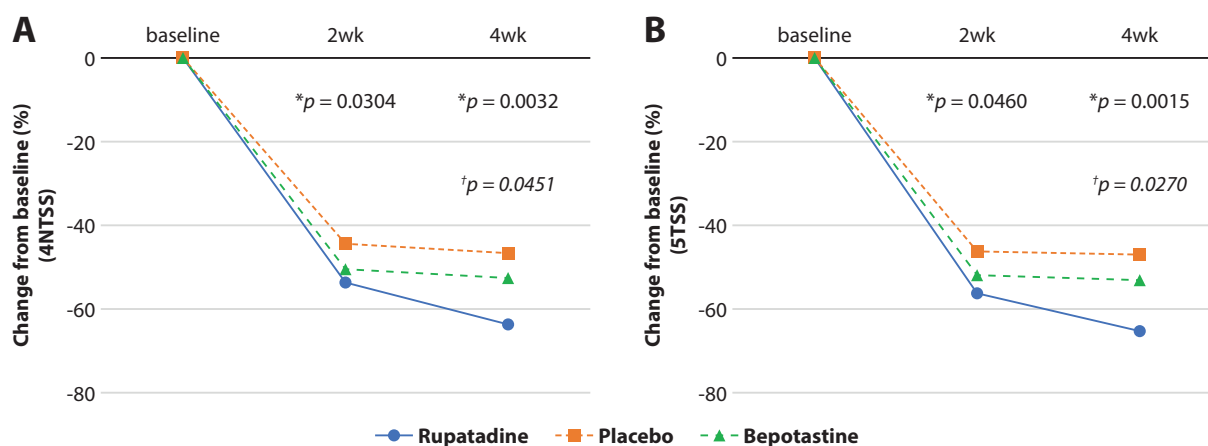 A
baseline 2wk 4wk
0
*p = 0.0304 *p = 0.0032
-20
†p = 0.0451
-40
-60
-80
Change from baseline (%)
(4NTSS)
B
baseline 2wk 4wk
0
*p = 0.0460 *p = 0.0015
-20
†p = 0.0270
-40
-60
-80
Change from baseline (%)
(5TSS)
Rupatadine Placebo Bepotastine